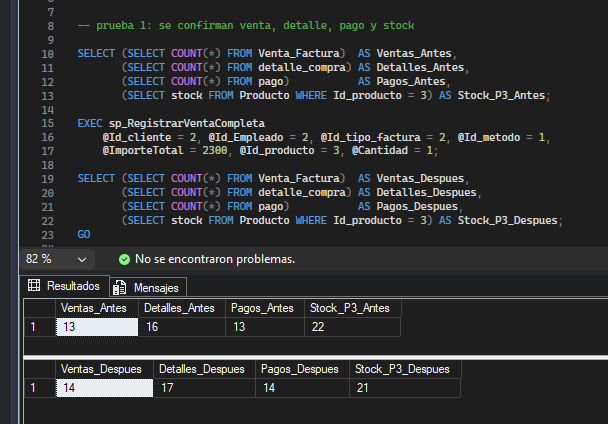 8 -- prueba 1: se confirman venta, detalle, pago y stock
9
10 SELECT (SELECT COUNT(*) FROM Venta_Factura) AS Ventas_Antes,
11 (SELECT COUNT(*) FROM detalle_compra) AS Detalles_Antes,
12 (SELECT COUNT(*) FROM pago) AS Pagos_Antes,
13 (SELECT stock FROM Producto WHERE Id_producto = 3) AS Stock_P3_Antes;
14
15 EXEC sp_RegistrarVentaCompleta
16 @Id_cliente = 2, @Id_Empleado = 2, @Id_tipo_factura = 2, @Id_metodo = 1,
17 @ImporteTotal = 2300, @Id_producto = 3, @Cantidad = 1;
18
19 SELECT (SELECT COUNT(*) FROM Venta_Factura) AS Ventas_Despues,
20 (SELECT COUNT(*) FROM detalle_compra) AS Detalles_Despues,
21 (SELECT COUNT(*) FROM pago) AS Pagos_Despues,
22 (SELECT stock FROM Producto WHERE Id_producto = 3) AS Stock_P3_Despues;
23 GO
82 % No se encontraron problemas.
Resultados Mensajes
Ventas_Antes Detalles_Antes Pagos_Antes Stock_P3_Antes
1 13 16 13 22
Ventas_Despues Detalles_Despues Pagos_Despues Stock_P3_Despues
1 14 17 14 21